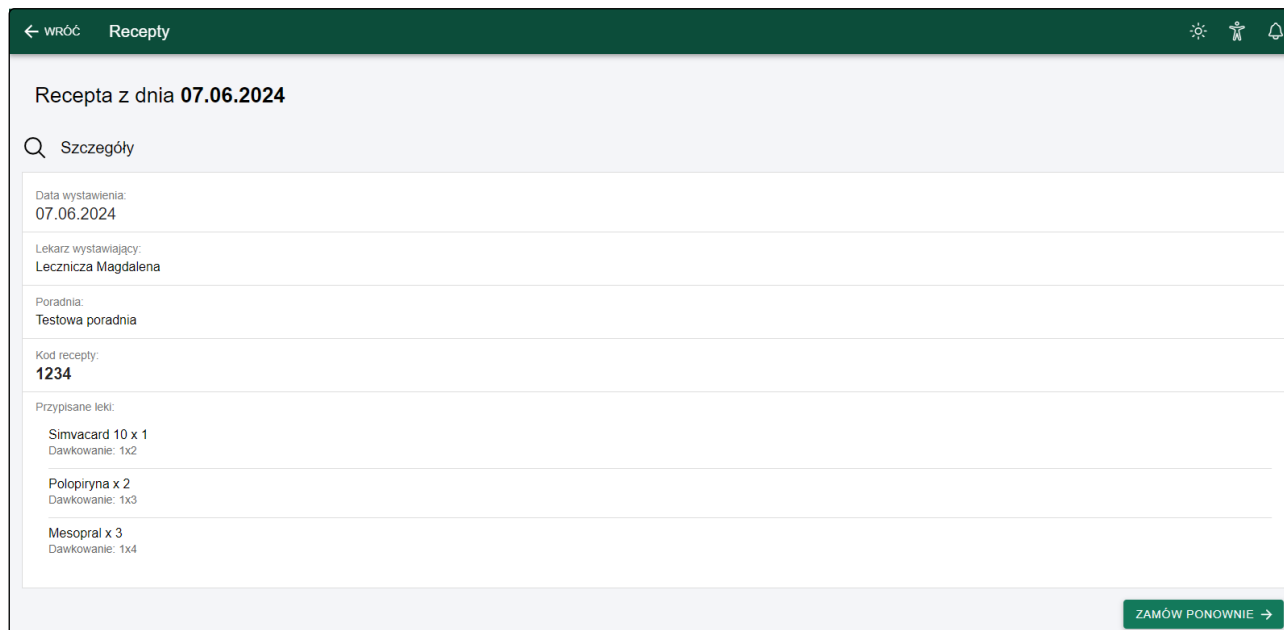 WRÓĆ Recepty
Recepta z dnia 07.06.2024
Szczegóły
Data wystawienia:
07.06.2024
Lekarz wystawiający:
Lecznicza Magdalena
Poradnia:
Testowa poradnia
Kod recepty:
1234
Przypisane leki:
Simvacard 10 x 1
Dawkowanie: 1x2
Polopiryna x 2
Dawkowanie: 1x3
Mesopral x 3
Dawkowanie: 1x4
ZAMÓW PONOWNIE